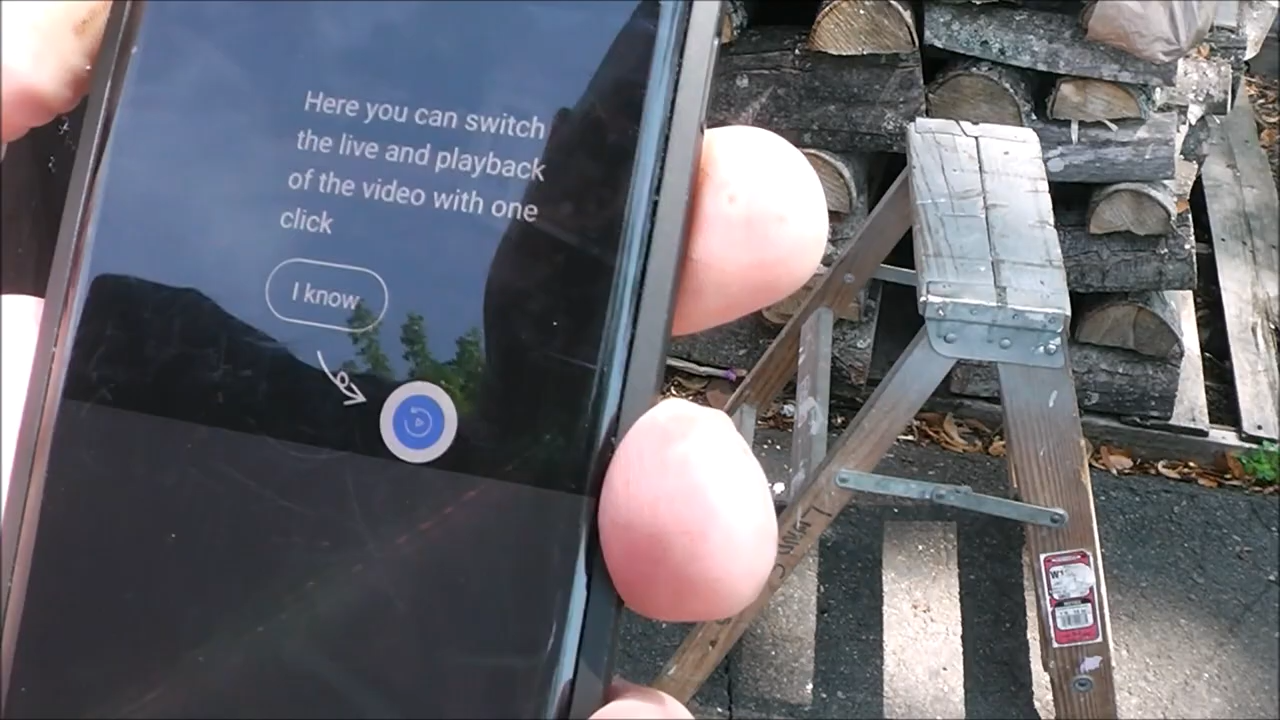 Here you can switch
the live and playback
of the video with one
click
I know